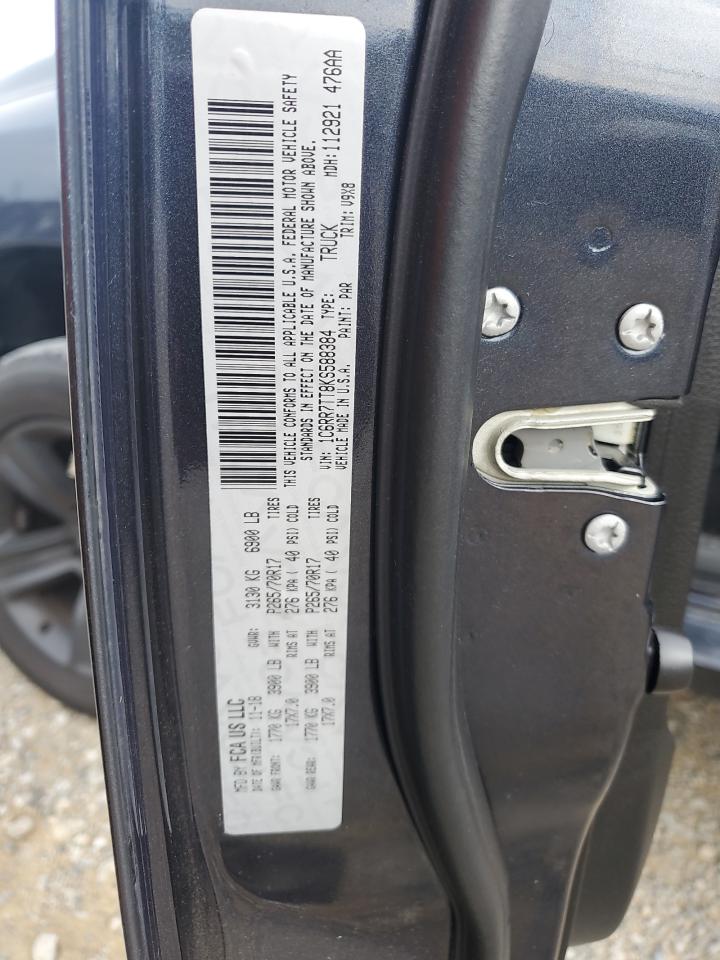 MFD BY FCA US LLC
DATE OF MFR(BUILT): 11-18 GVWR: 3130 KG 6900 LB
GAWR FRONT: 1770 KG 3900 LB WITH P265/70R17 TIRES
17X7.0 RIMS AT 276 KPA ( 40 PSI) COLD
GAWR REAR: 1770 KG 3900 LB WITH P265/70R17 TIRES
17X7.0 RIMS AT 276 KPA ( 40 PSI) COLD
THIS VEHICLE CONFORMS TO ALL APPLICABLE U.S.A. FEDERAL MOTOR VEHICLE SAFETY
STANDARDS IN EFFECT ON THE DATE OF MANUFACTURE SHOWN ABOVE.
VIN: 1C6RR7TT8KS588384 TYPE: TRUCK MDH: 112921 476AA
VEHICLE MADE IN U.S.A. PAINT: PAR TRIM: V9X8